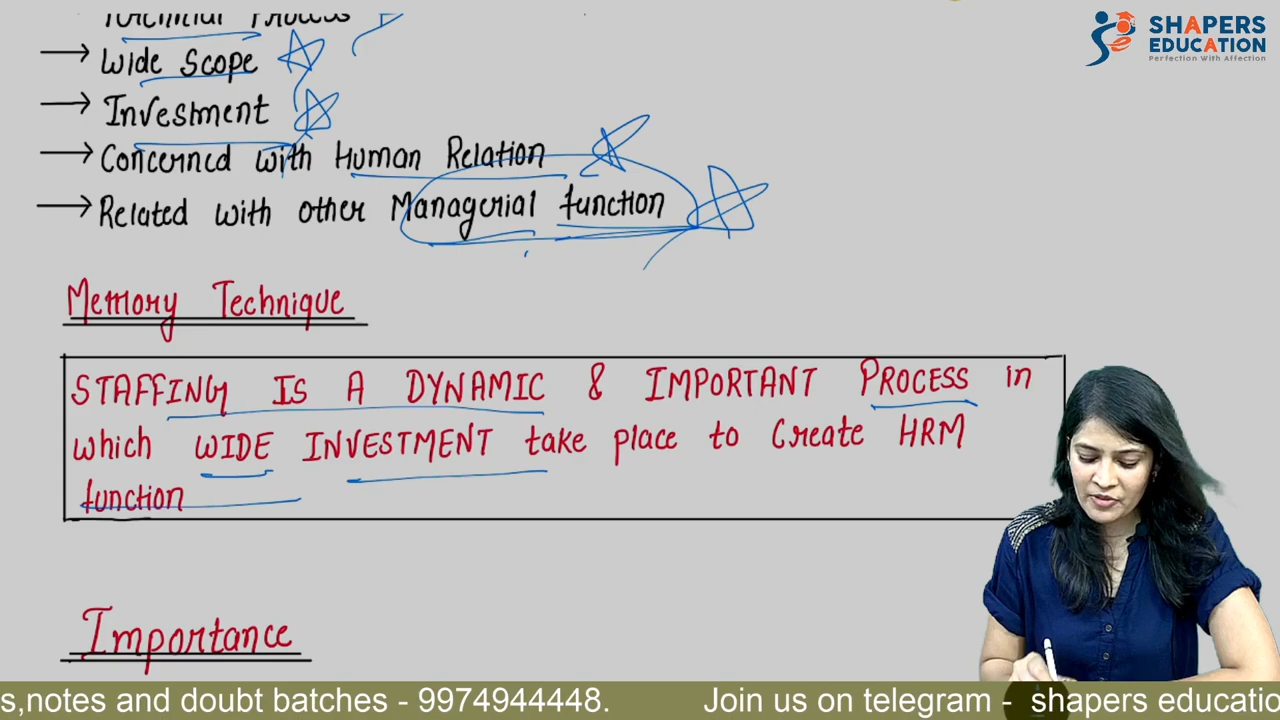 Process
→ Wide Scope
→ Investment
→ Concerned with Human Relation
→ Related with other Managerial function
Memory Technique
STAFFING IS A DYNAMIC & IMPORTANT PROCESS in
which WIDE INVESTMENT take place to Create HRM
function
Importance
SHAPERS
EDUCATION
Perfection With Affection
s,notes and doubt batches - 9974944448. Join us on telegram - shapers educatio